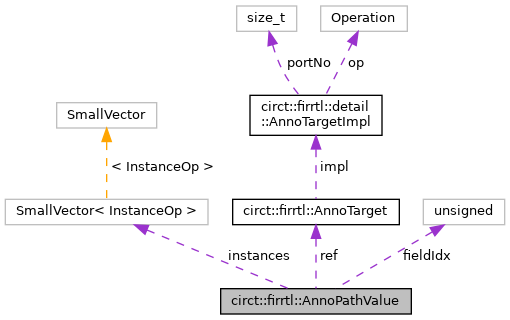 size_t
Operation
portNo
op
SmallVector
circt::firrtl::detail
::AnnoTargetImpl
< InstanceOp >
impl
SmallVector< InstanceOp >
circt::firrtl::AnnoTarget
unsigned
instances
ref
fieldIdx
circt::firrtl::AnnoPathValue